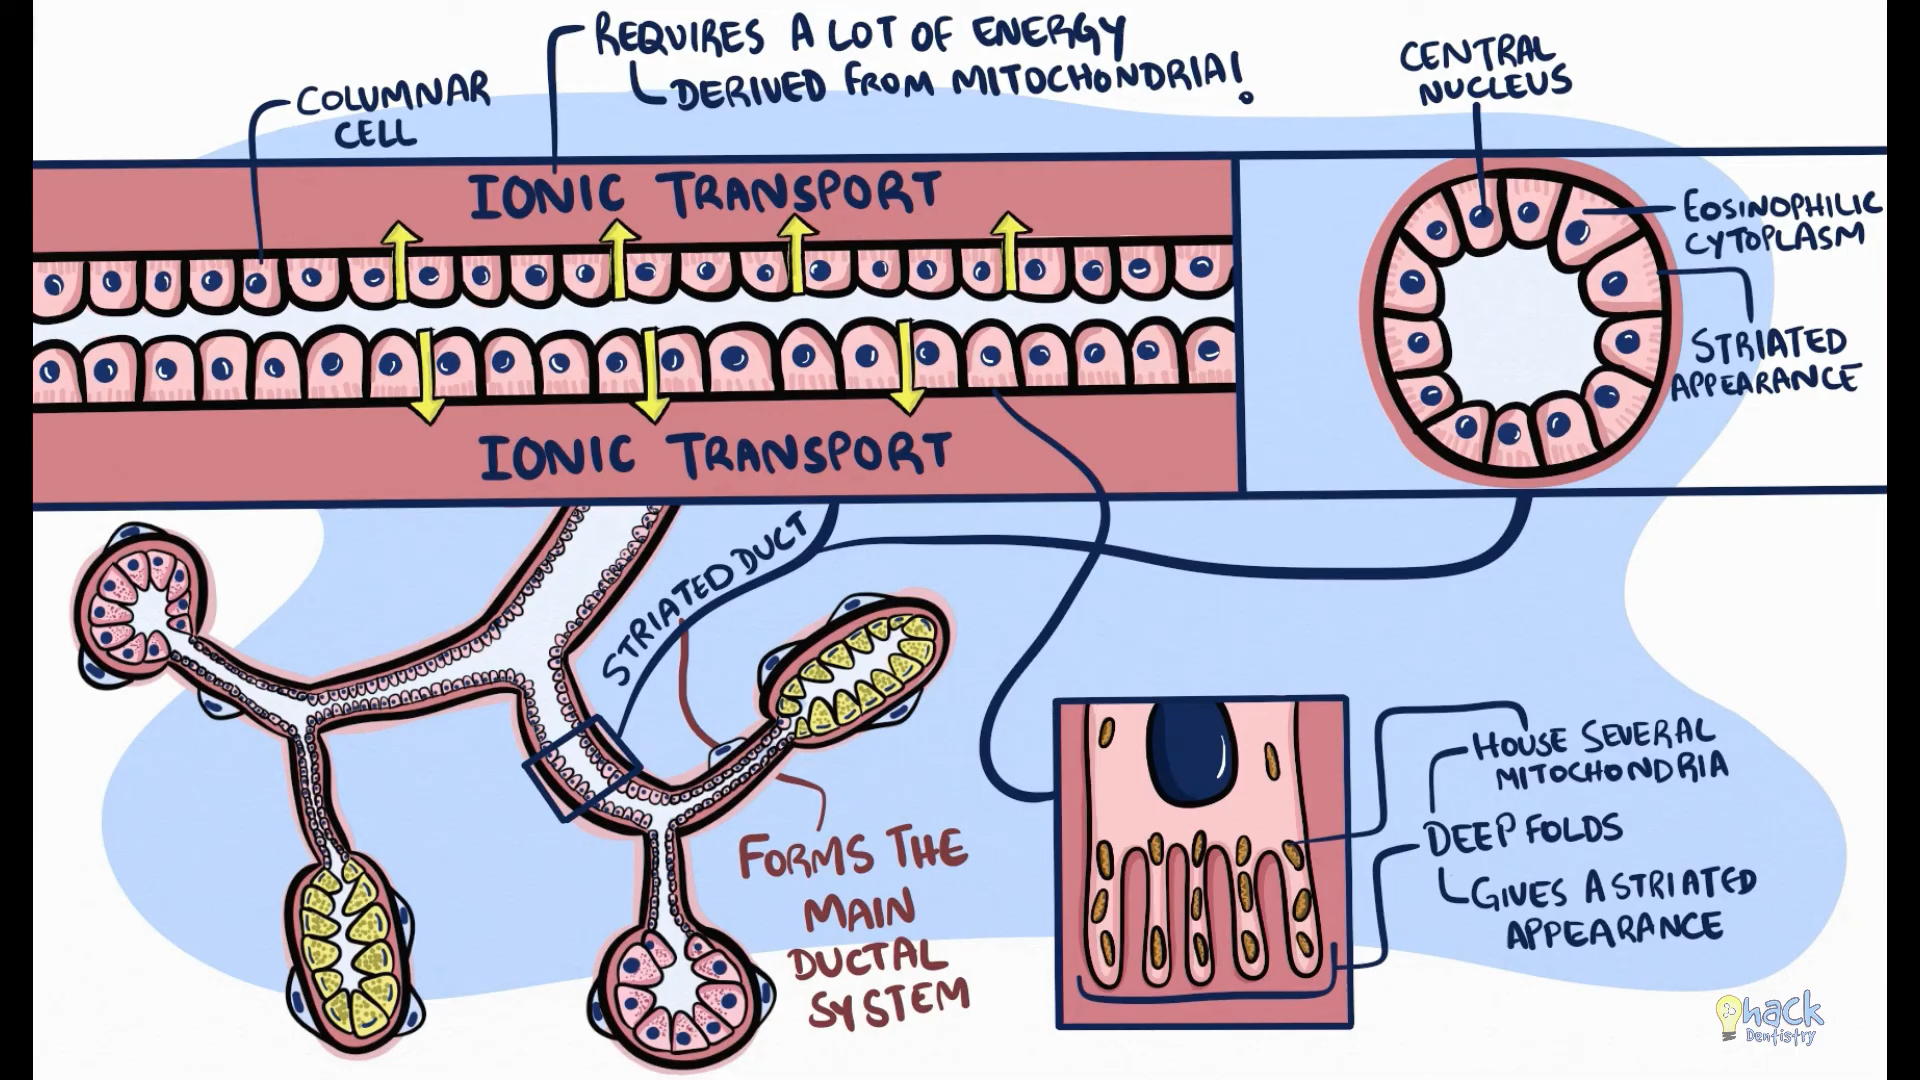 REQUIRES A LOT OF ENERGY
DERIVED FROM MITOCHONDRIA!
COLUMNAR
CELL
CENTRAL
NUCLEUS
IONIC TRANSPORT
EOSINOPHILIC
CYTOPLASM
STRIATED
APPEARANCE
IONIC TRANSPORT
STRIATED DUCT
HOUSE SEVERAL
MITOCHONDRIA
DEEP FOLDS
GIVES A STRIATED
APPEARANCE
FORMS THE
MAIN
DUCTAL
SYSTEM
hack
Dentistry